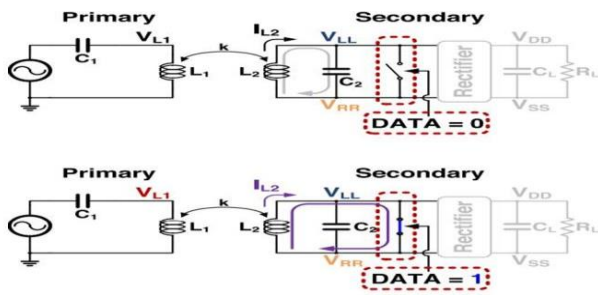 Primary
Secondary
C1
VL1
k
L1
IL2
L2
VLL
C2
VRR
Rectifier
VDD
CL
RL
VSS
DATA = 0
Primary
Secondary
C1
VL1
k
L1
IL2
L2
VLL
C2
VRR
Rectifier
VDD
CL
RL
VSS
DATA = 1